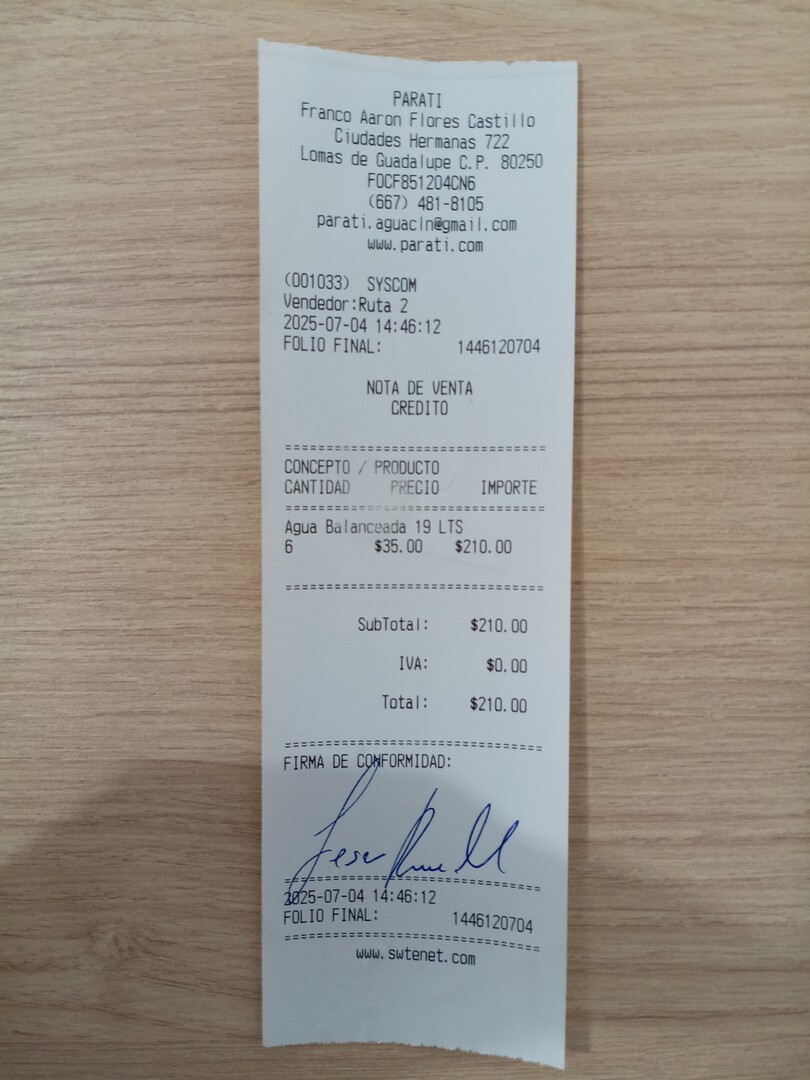 PARATI
Franco Aaron Flores Castillo
Ciudades Hermanas 722
Lomas de Guadalupe C.P. 80250
FOCF851204CN6
(667) 481-8105
parati.aguacln@gmail.com
www.parati.com
(001033) SYSCOM
Vendedor:Ruta 2
2025-07-04 14:46:12
FOLIO FINAL: 1446120704
NOTA DE VENTA
CREDITO
===============================
CONCEPTO / PRODUCTO
CANTIDAD PRECIO IMPORTE
===============================
Agua Balanceada 19 LTS
6 $35.00 $210.00
===============================
SubTotal: $210.00
IVA: $0.00
Total: $210.00
===============================
FIRMA DE CONFORMIDAD:
===============================
2025-07-04 14:46:12
FOLIO FINAL: 1446120704
===============================
www.swtenet.com